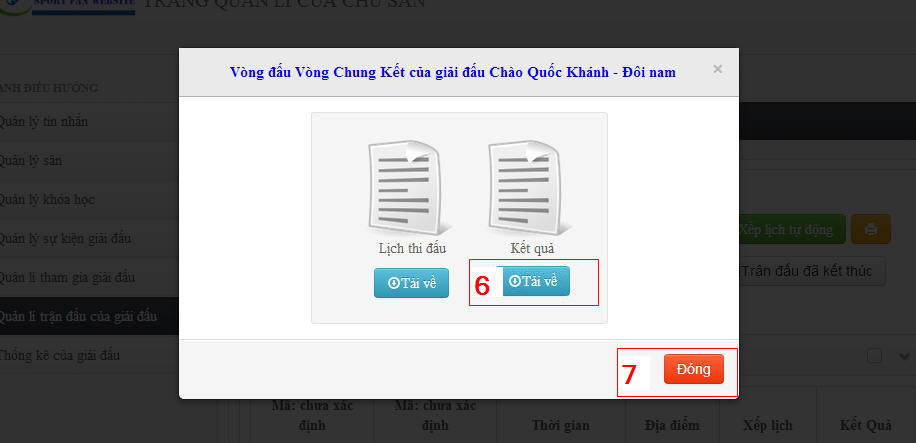 SPORT FAN WEBSITE
TRANG QUẢN LÍ CỦA CHỦ SÂN
Vòng đấu Vòng Chung Kết của giải đấu Chào Quốc Khánh - Đôi nam
×
ANH ĐIỀU HƯỚNG
Quản lý tin nhắn
Quản lý sân
Quản lý khóa học
Quản lý sự kiện giải đấu
Quản lí tham gia giải đấu
Quản lí trận đấu của giải đấu
Thống kê của giải đấu
Lịch thi đấu
Kết quả
Tải về
6
Tải về
Xếp lịch tự động
Trận đấu đã kết thúc
7
Đóng
Mã: chưa xác định
Mã: chưa xác định
Thời gian
Địa điểm
Xếp lịch
Kết Quả